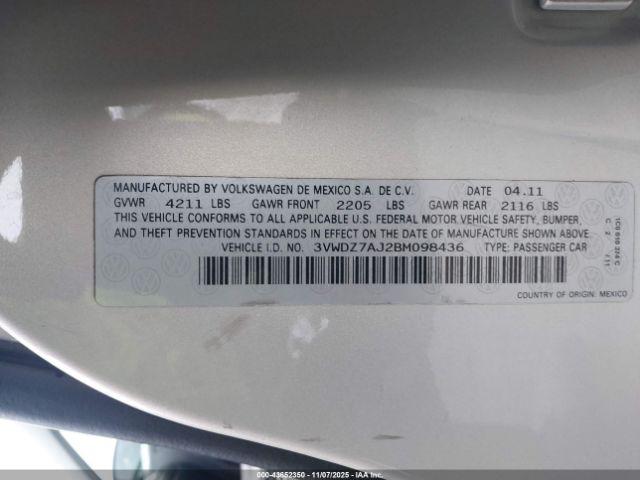 MANUFACTURED BY VOLKSWAGEN DE MEXICO S.A. DE C.V. DATE 04.11
GVWR 4211 LBS GAWR FRONT 2205 LBS GAWR REAR 2116 LBS
THIS VEHICLE CONFORMS TO ALL APPLICABLE U.S. FEDERAL MOTOR VEHICLE SAFETY, BUMPER,
AND THEFT PREVENTION STANDARDS IN EFFECT ON THE DATE OF MANUFACTURE SHOWN ABOVE.
VEHICLE I.D. NO. 3VWDZ7AJ2BM098436 TYPE: PASSENGER CAR
COUNTRY OF ORIGIN: MEXICO
© - 43652350 - 11/07/2025 - IAAI.COM